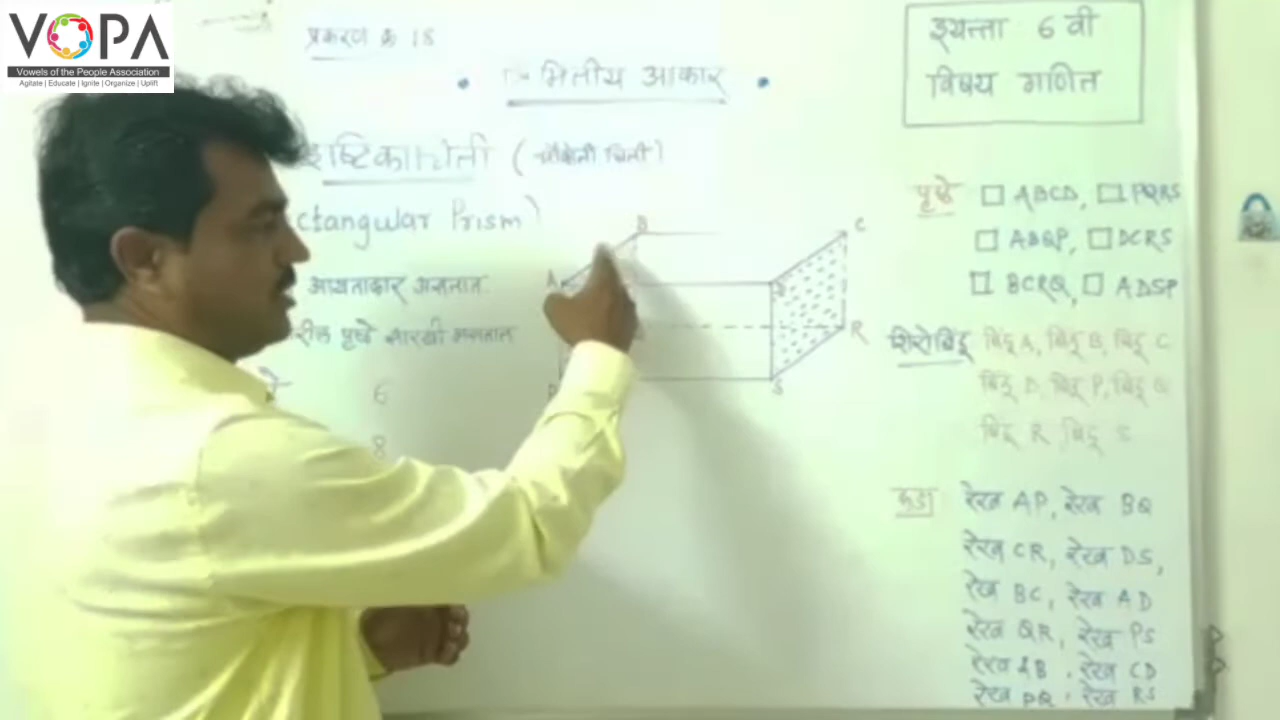 VOPA
Vowels of the People Association
Agitate | Educate | Ignite | Organize | Uplift
प्रकरण क्र 18
त्रि-मितीय आकार
इयत्ता 6 वी
विषय गणित
इष्टिकाचिती (चौकोनी चिती)
ctangular Prism)
आयताकार असतात.
पृष्ठे सारखी असतात
6
8
A
B
C
D
R
S
पृष्ठे □ ABCD, □ PQRS
□ ABQP, □ DCRS
□ BCRQ, □ ADSP
शिरोबिंदू बिंदू A, बिंदू B, बिंदू C
बिंदू D, बिंदू P, बिंदू Q
बिंदू R, बिंदू S
कडा रेख AP, रेख BQ
रेख CR, रेख DS,
रेख BC, रेख AD
रेख QR, रेख PS
रेख AB, रेख CD
रेख PQ, रेख RS